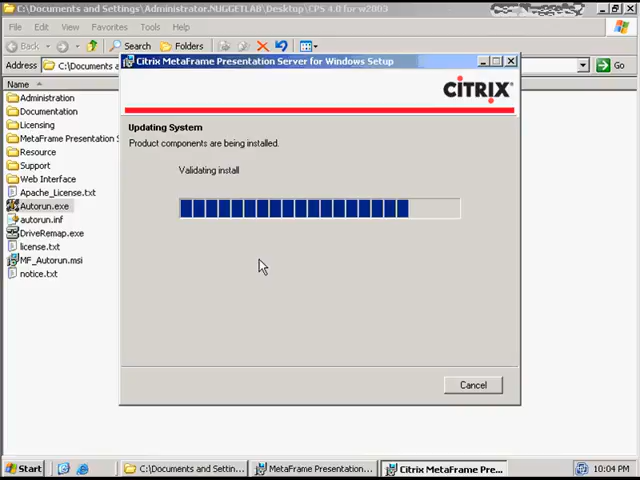 C:\Documents and Settings\Administrator.NUGGETLAB\Desktop\CPS 4.0 for w2003
File Edit View Favorites Tools Help
Back Search Folders
Address C:\Docum Go
Name
Administration
Documentation
Licensing
MetaFrame Presentation S
Resource
Support
Web Interface
Apache_License.txt
Autorun.exe
autorun.inf
DriveRemap.exe
license.txt
MF_Autorun.msi
notice.txt
Citrix MetaFrame Presentation Server for Windows Setup
CITRIX
Updating System
Product components are being installed.
Validating install
Cancel
Start C:\Documents and Settin... MetaFrame Presentation... Citrix MetaFrame Pre... 10:04 PM